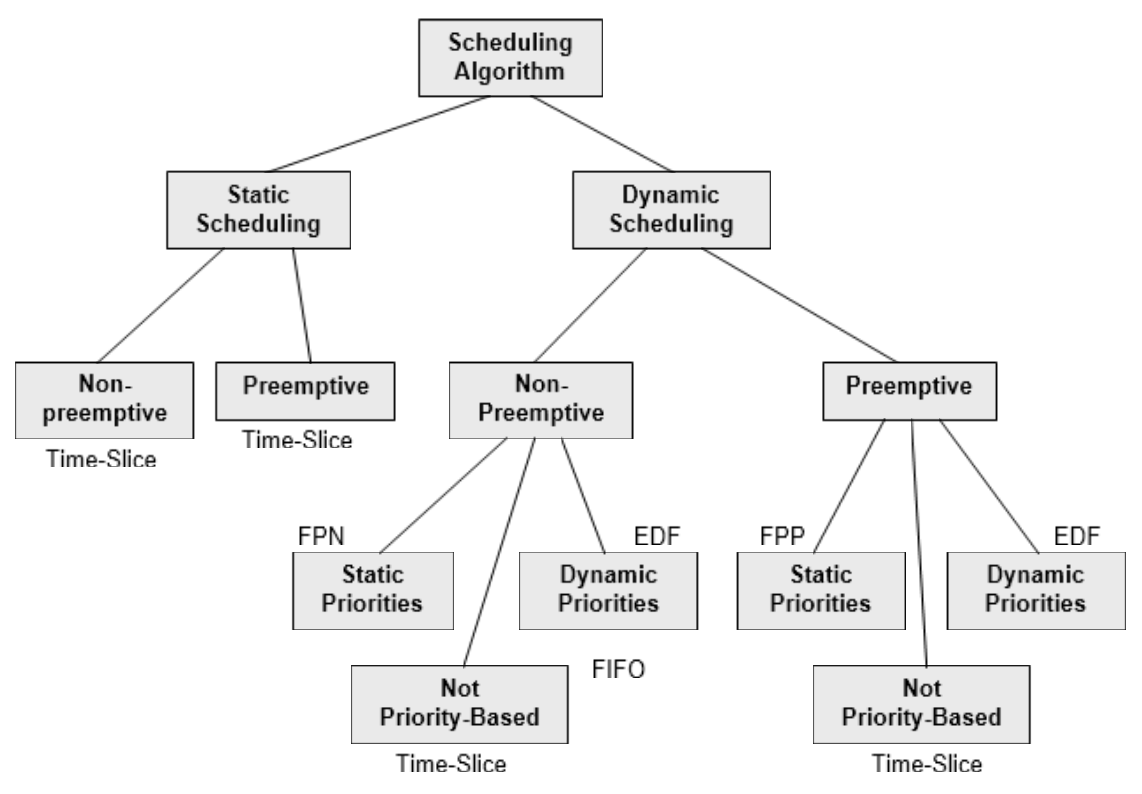 Scheduling
Algorithm
Static
Scheduling
Dynamic
Scheduling
Non-
preemptive
Time-Slice
Preemptive
Time-Slice
Non-
Preemptive
Preemptive
FPN
Static
Priorities
EDF
Dynamic
Priorities
FPP
Static
Priorities
EDF
Dynamic
Priorities
FIFO
Not
Priority-Based
Time-Slice
Not
Priority-Based
Time-Slice